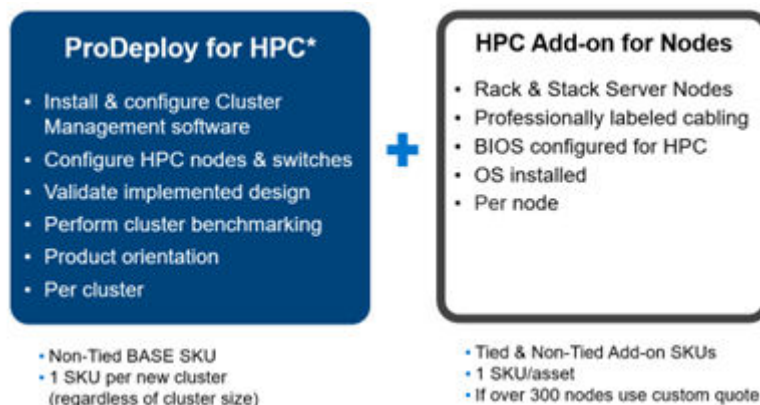 ProDeploy for HPC*
• Install & configure Cluster
Management software
• Configure HPC nodes & switches
• Validate implemented design
• Perform cluster benchmarking
• Product orientation
• Per cluster
• Non-Tied BASE SKU
• 1 SKU per new cluster
(regardless of cluster size)
+
HPC Add-on for Nodes
• Rack & Stack Server Nodes
• Professionally labeled cabling
• BIOS configured for HPC
• OS installed
• Per node
• Tied & Non-Tied Add-on SKUs
• 1 SKU/asset
• If over 300 nodes use custom quote